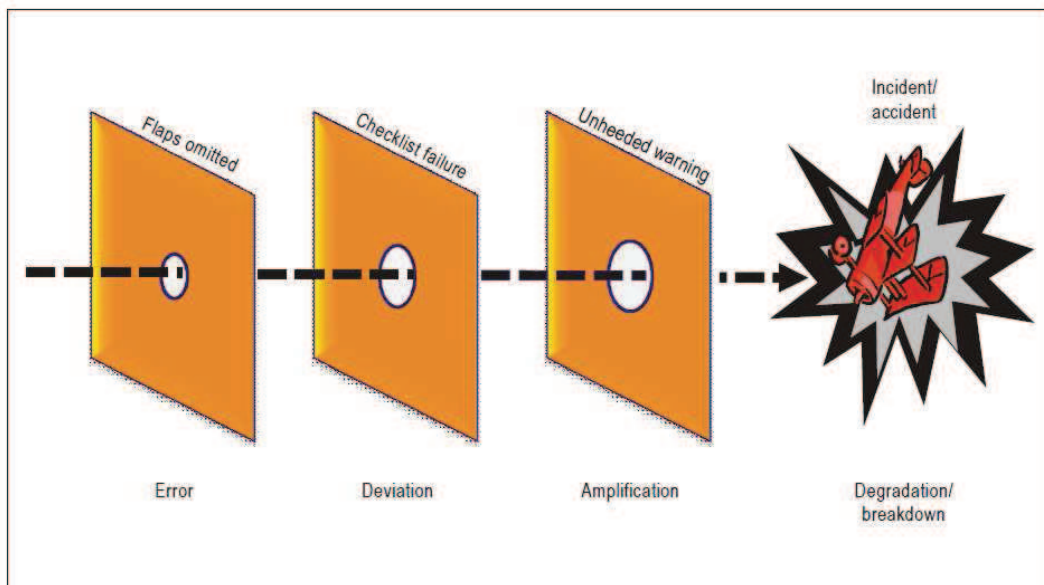 Flaps omitted
Checklist failure
Unheeded warning
Incident/
accident
Error
Deviation
Amplification
Degradation/
breakdown